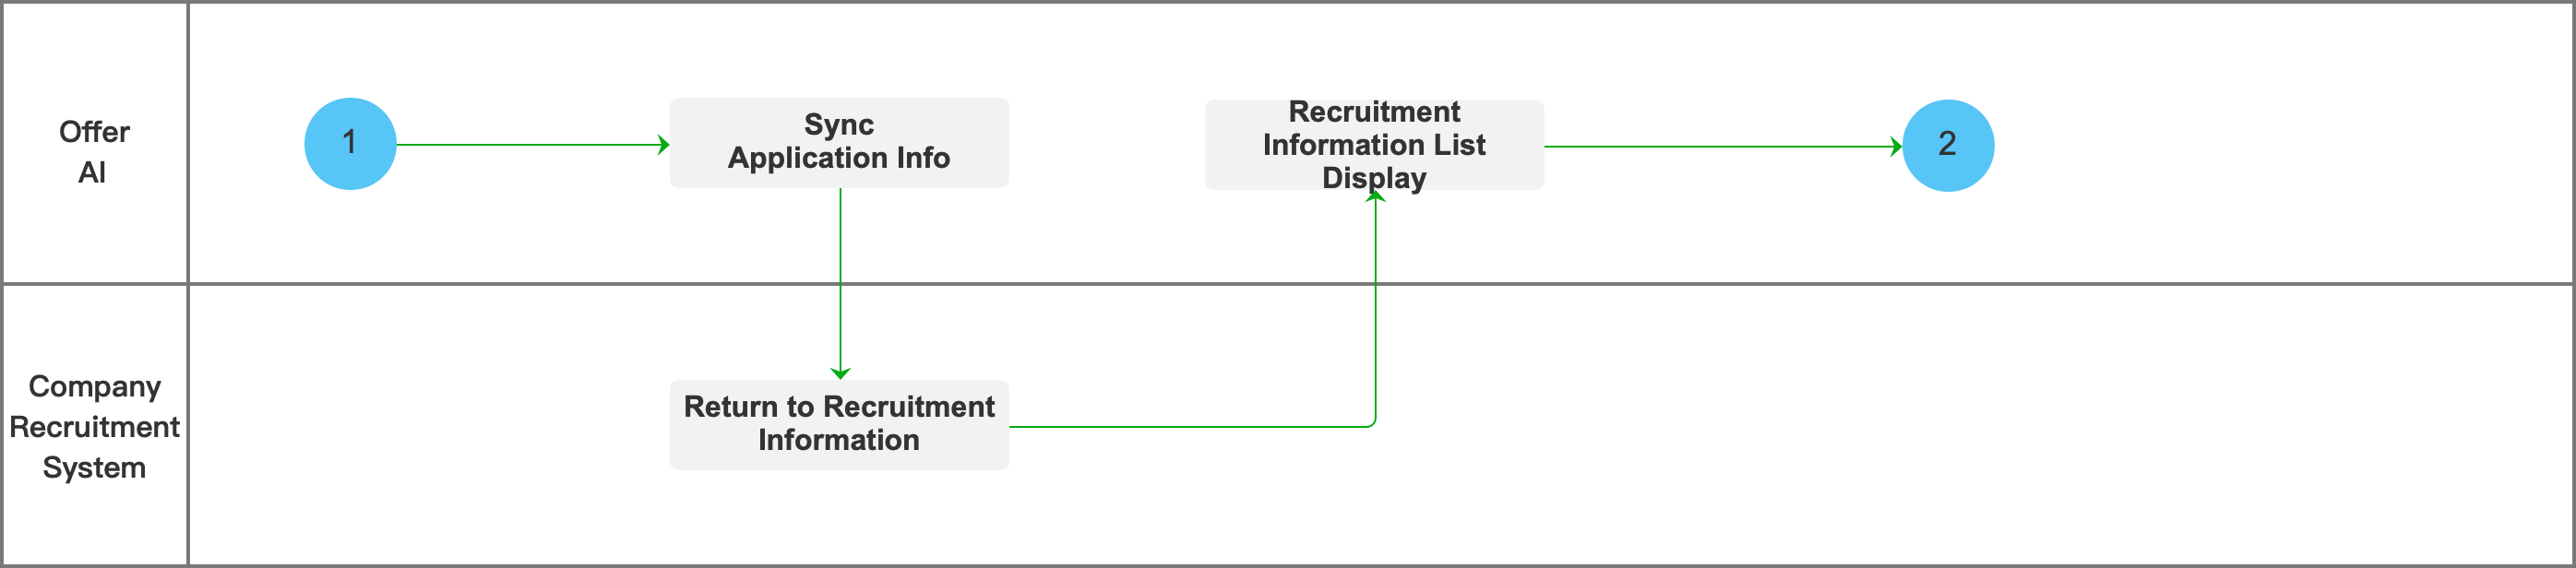 Offer
AI
1
Sync
Application Info
Recruitment
Information List
Display
2
Company
Recruitment
System
Return to Recruitment
Information